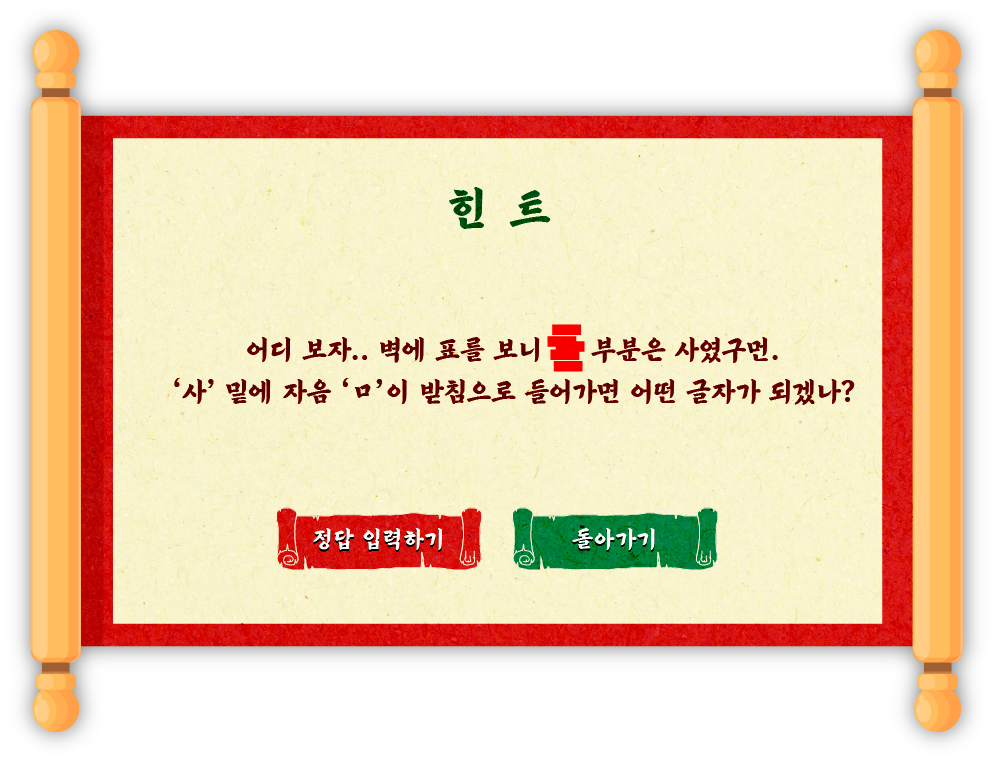 힌 트
어디 보자.. 벽에 표를 보니 부분은 사였구먼.
‘사’ 밑에 자음 ‘ㅁ’이 받침으로 들어가면 어떤 글자가 되겠나?
정답 입력하기
돌아가기